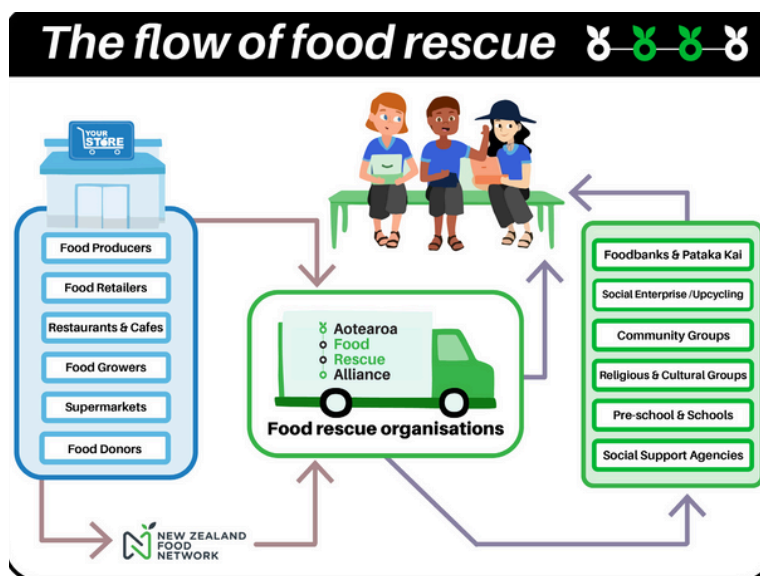 The flow of food rescue
YOUR
STORE
Food Producers
Food Retailers
Restaurants & Cafes
Food Growers
Supermarkets
Food Donors
NEW ZEALAND
FOOD
NETWORK
Aotearoa
Food
Rescue
Alliance
Food rescue organisations
Foodbanks & Pataka Kai
Social Enterprise /Upcycling
Community Groups
Religious & Cultural Groups
Pre-school & Schools
Social Support Agencies